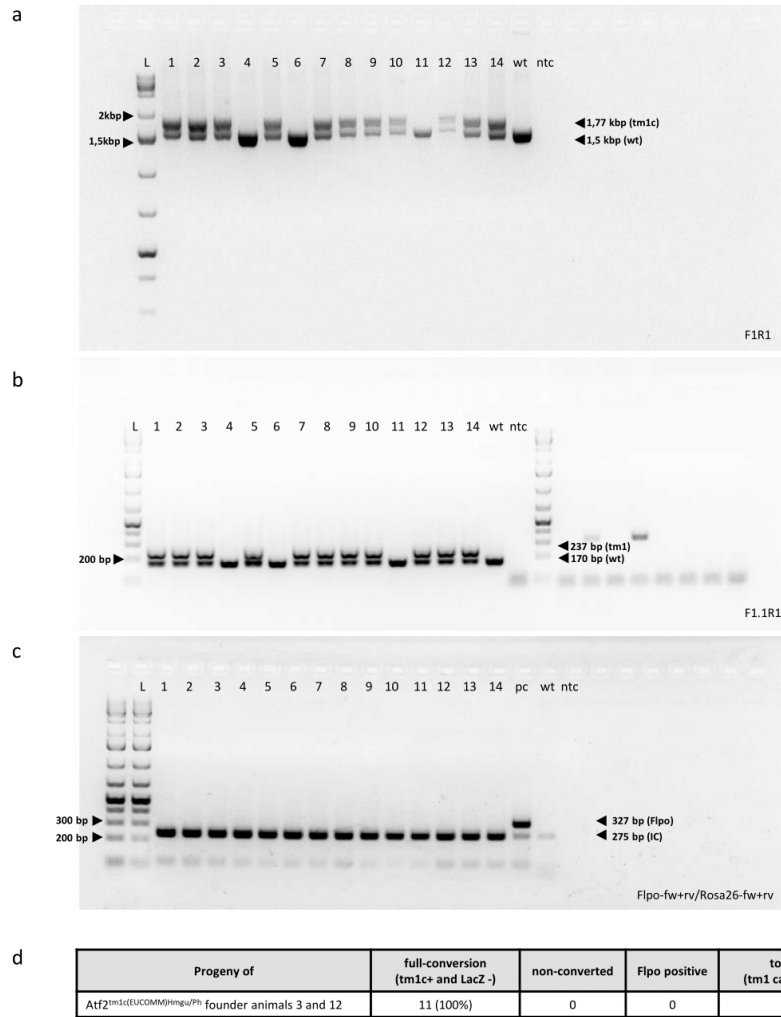 a
L 1 2 3 4 5 6 7 8 9 10 11 12 13 14 wt ntc
2kbp
1,77 kbp (tm1c)
1,5kbp
1,5 kbp (wt)
F1R1
b
L 1 2 3 4 5 6 7 8 9 10 11 12 13 14 wt ntc
237 bp (tm1)
200 bp
170 bp (wt)
F1.1R1
c
L 1 2 3 4 5 6 7 8 9 10 11 12 13 14 pc wt ntc
300 bp
327 bp (Flpo)
200 bp
275 bp (IC)
Flpo-fw+rv/Rosa26-fw+rv
d
Progeny of
full-conversion
(tm1c+ and LacZ -)
non-converted
Flpo positive
to
(tm1 ca
Atf2tm1c(EUCOMM)Hmgu/Ph founder animals 3 and 12
11 (100%)
0
0